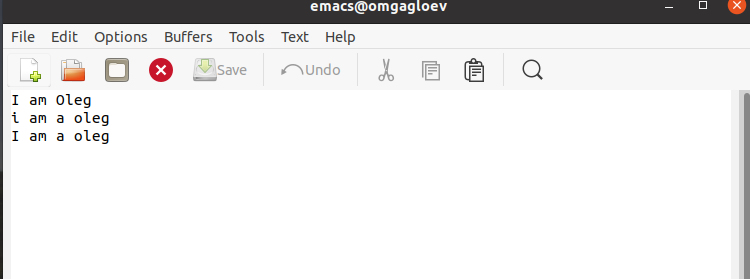 emacs@omgagloev
File Edit Options Buffers Tools Text Help
Save Undo
I am Oleg
i am a oleg
I am a oleg